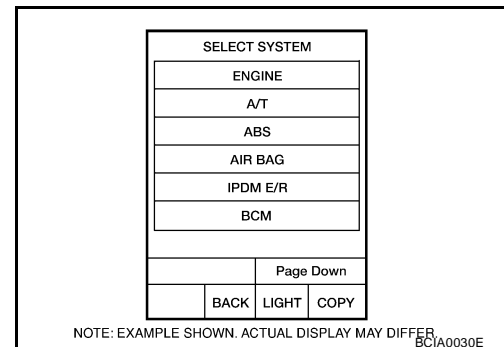 SELECT SYSTEM
ENGINE
A/T
ABS
AIR BAG
IPDM E/R
BCM
Page Down
BACK LIGHT COPY
NOTE: EXAMPLE SHOWN. ACTUAL DISPLAY MAY DIFFER.
BCIA0030E